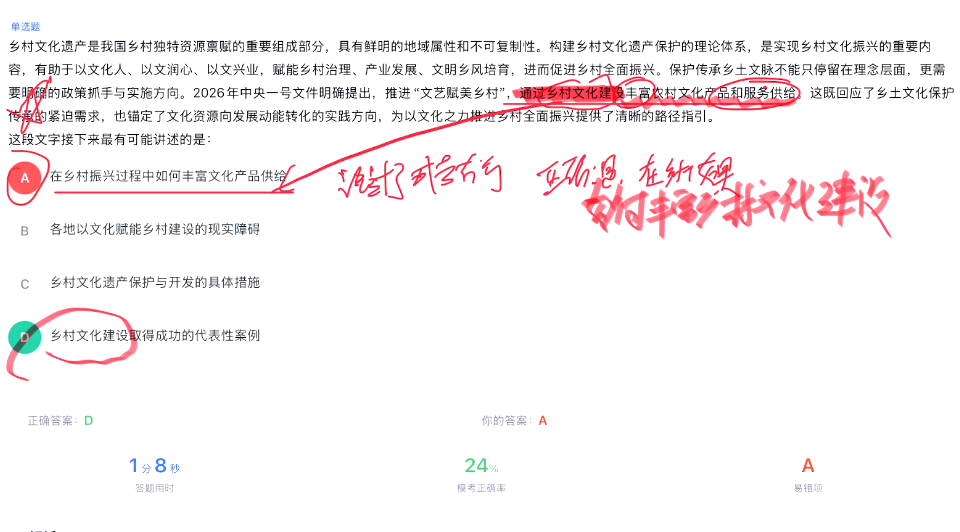 单选题
乡村文化遗产是我国乡村独特资源禀赋的重要组成部分，具有鲜明的地域属性和不可复制性。构建乡村文化遗产保护的理论体系，是实现乡村文化振兴的重要内
容，有助于以文化人、以文润心、以文兴业，赋能乡村治理、产业发展、文明乡风培育，进而促进乡村全面振兴。保护传承乡土文脉不能只停留在理念层面，更需
要明确的政策抓手与实施方向。2026年中央一号文件明确提出，推进“文艺赋美乡村”，通过乡村文化建设丰富农村文化产品和服务供给。这既回应了乡土文化保护
传承的紧迫需求，也锚定了文化资源向发展动能转化的实践方向，为以文化之力推进乡村全面振兴提供了清晰的路径指引。
这段文字接下来最有可能讲述的是：
A 在乡村振兴过程中如何丰富文化产品供给
B 各地以文化赋能乡村建设的现实障碍
C 乡村文化遗产保护与开发的具体措施
D 乡村文化建设取得成功的代表性案例
正确答案：D 你的答案：A
1分8秒 24% A
答题用时 模考正确率 易错项